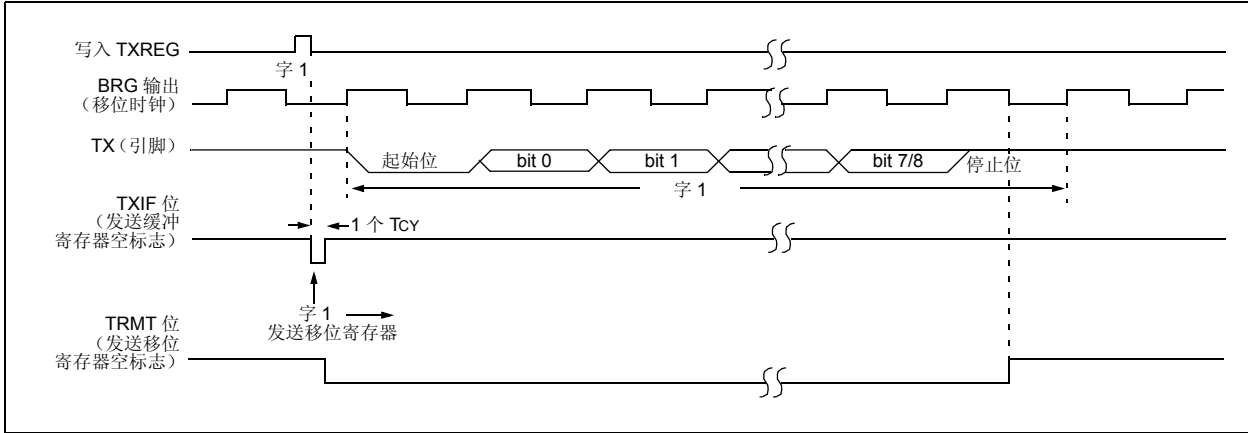 写入 TXREG
字 1
BRG 输出
（移位时钟）
TX（引脚）
起始位
bit 0
bit 1
bit 7/8
停止位
字 1
TXIF 位
（发送缓冲
寄存器空标志）
1 个 TCY
字 1
发送移位寄存器
TRMT 位
（发送移位
寄存器空标志）